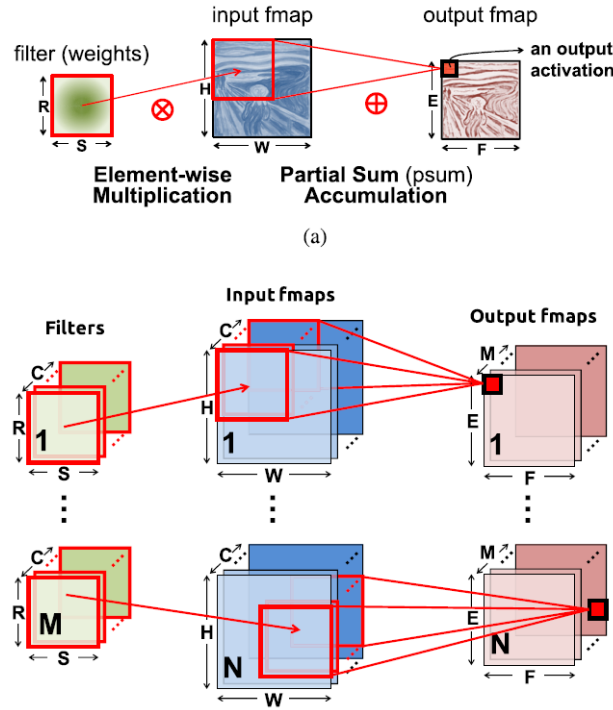 input fmap
output fmap
filter (weights)
an output
activation
R
H
E
S
W
F
Element-wise
Multiplication
Partial Sum (psum)
Accumulation
(a)
Input fmaps
Filters
Output fmaps
C
C
M
R
1
H
E
1
S
W
F
C
C
M
R
M
H
N
E
N
S
W
F